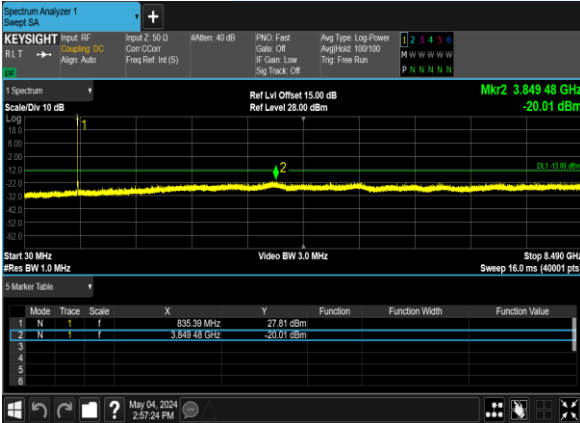 Spectrum Analyzer 1
Swept SA
+
KEYSIGHT Input: RF Input Z: 50 Ω #Atten: 40 dB PNO: Fast Avg Type: Log-Power 1 2 3 4 5 6
RLT Coupling: DC Corr CCorr Gate: Off Avg|Hold: 100/100 M W W W W W
Align: Auto Freq Ref: Int (S) IF Gain: Low Trig: Free Run
Sig Track: Off P N N N N N
1 Spectrum Ref Lvl Offset 15.00 dB Mkr2 3.849 48 GHz
Scale/Div 10 dB Ref Level 28.00 dBm -20.01 dBm
Log
18.0
8.00
-2.00
-12.0
-22.0
-32.0
-42.0
-52.0
-62.0
1
2
DL1 -13.00 dBm
Start 30 MHz Video BW 3.0 MHz Stop 8.490 GHz
#Res BW 1.0 MHz Sweep 16.0 ms (40001 pts)
5 Marker Table
Mode Trace Scale X Y Function Function Width Function Value
1 N 1 f 835.39 MHz 27.81 dBm
2 N 1 f 3.849 48 GHz -20.01 dBm
3
4
5
6
? May 04, 2024
2:57:24 PM